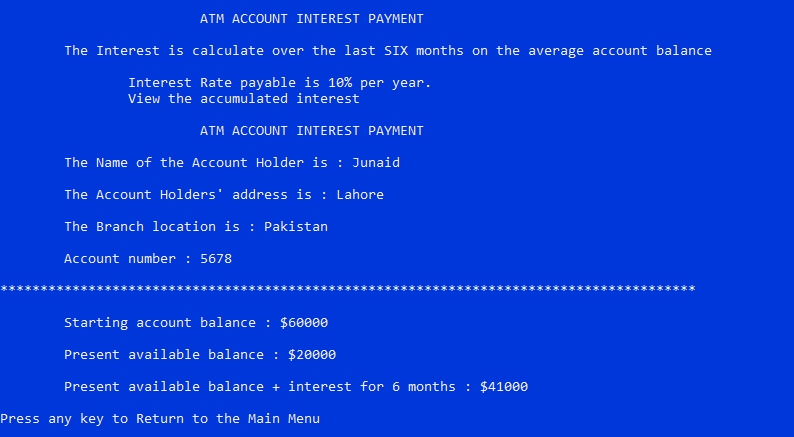 ATM ACCOUNT INTEREST PAYMENT
The Interest is calculate over the last SIX months on the average account balance
Interest Rate payable is 10% per year.
View the accumulated interest
ATM ACCOUNT INTEREST PAYMENT
The Name of the Account Holder is : Junaid
The Account Holders' address is : Lahore
The Branch location is : Pakistan
Account number : 5678
***************************************************************************************
Starting account balance : $60000
Present available balance : $20000
Present available balance + interest for 6 months : $41000
Press any key to Return to the Main Menu